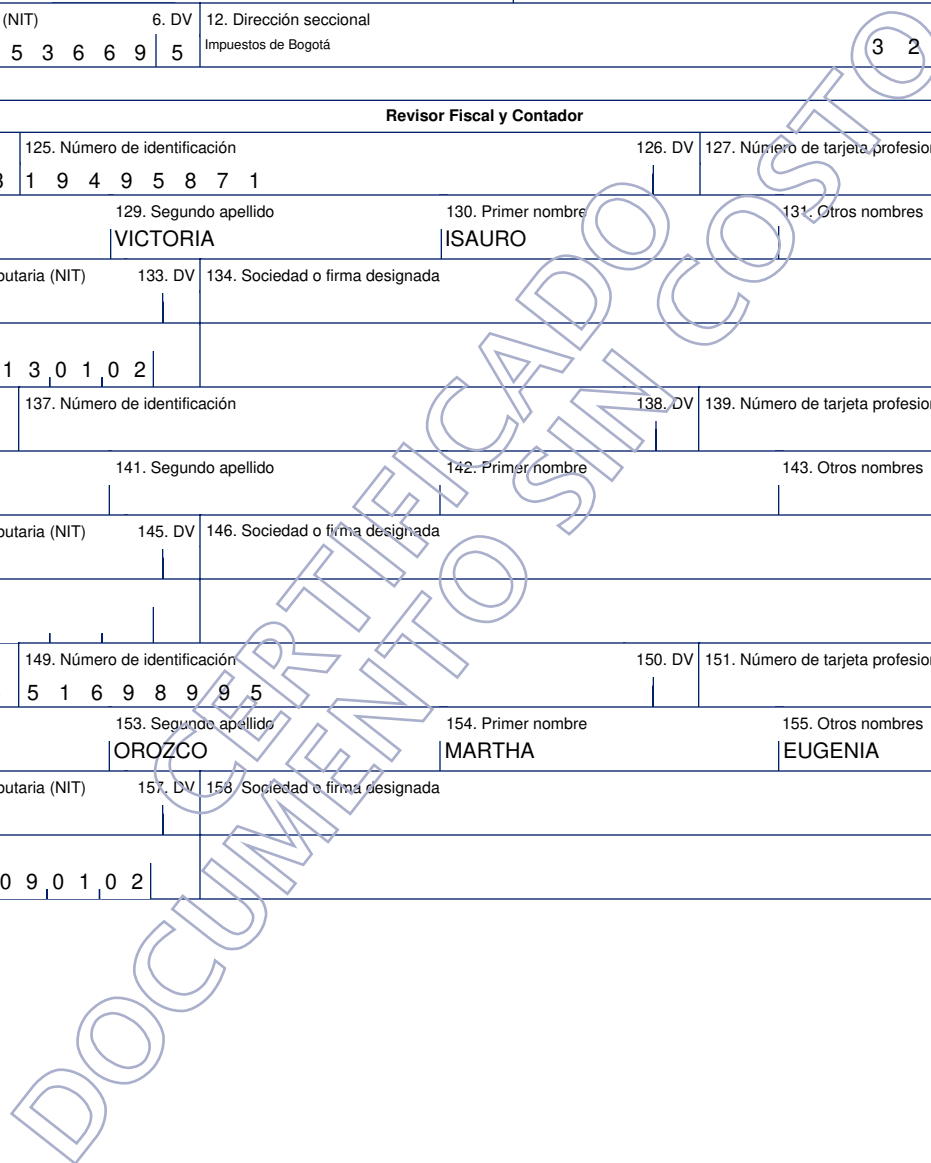 (NIT) 6. DV 12. Dirección seccional
5 3 6 6 9 5 Impuestos de Bogotá 3 2
Revisor Fiscal y Contador
125. Número de identificación 126. DV 127. Número de tarjeta profesion
1 9 4 9 5 8 7 1
129. Segundo apellido 130. Primer nombre 131. Otros nombres
VICTORIA ISAURO
butaria (NIT) 133. DV 134. Sociedad o firma designada
1 3 0 1 0 2
137. Número de identificación 138. DV 139. Número de tarjeta profesion
141. Segundo apellido 142. Primer nombre 143. Otros nombres
butaria (NIT) 145. DV 146. Sociedad o firma designada
149. Número de identificación 150. DV 151. Número de tarjeta profesion
5 1 6 9 8 9 9 5
153. Segundo apellido 154. Primer nombre 155. Otros nombres
OROZCO MARTHA EUGENIA
butaria (NIT) 157. DV 158. Sociedad o firma designada
0 9 0 1 0 2
CERTIFICADO
DOCUMENTO SIN COSTO